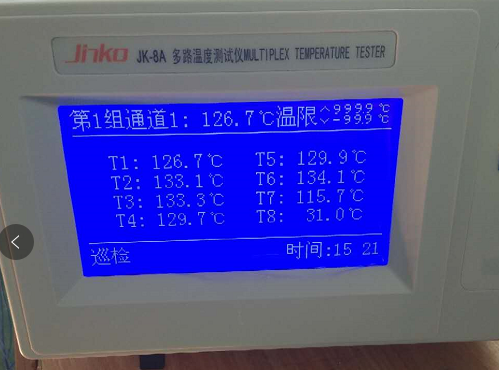 Jinko JK-8A 多路温度测试仪MULTIPLEX TEMPERATURE TESTER
第1组通道1: 126.7℃温限︿9999℃
﹀-99.9℃
T1: 126.7℃ T5: 129.9℃
T2: 133.1℃ T6: 134.1℃
T3: 133.3℃ T7: 115.7℃
T4: 129.7℃ T8: 31.0℃
巡检 时间:15 21